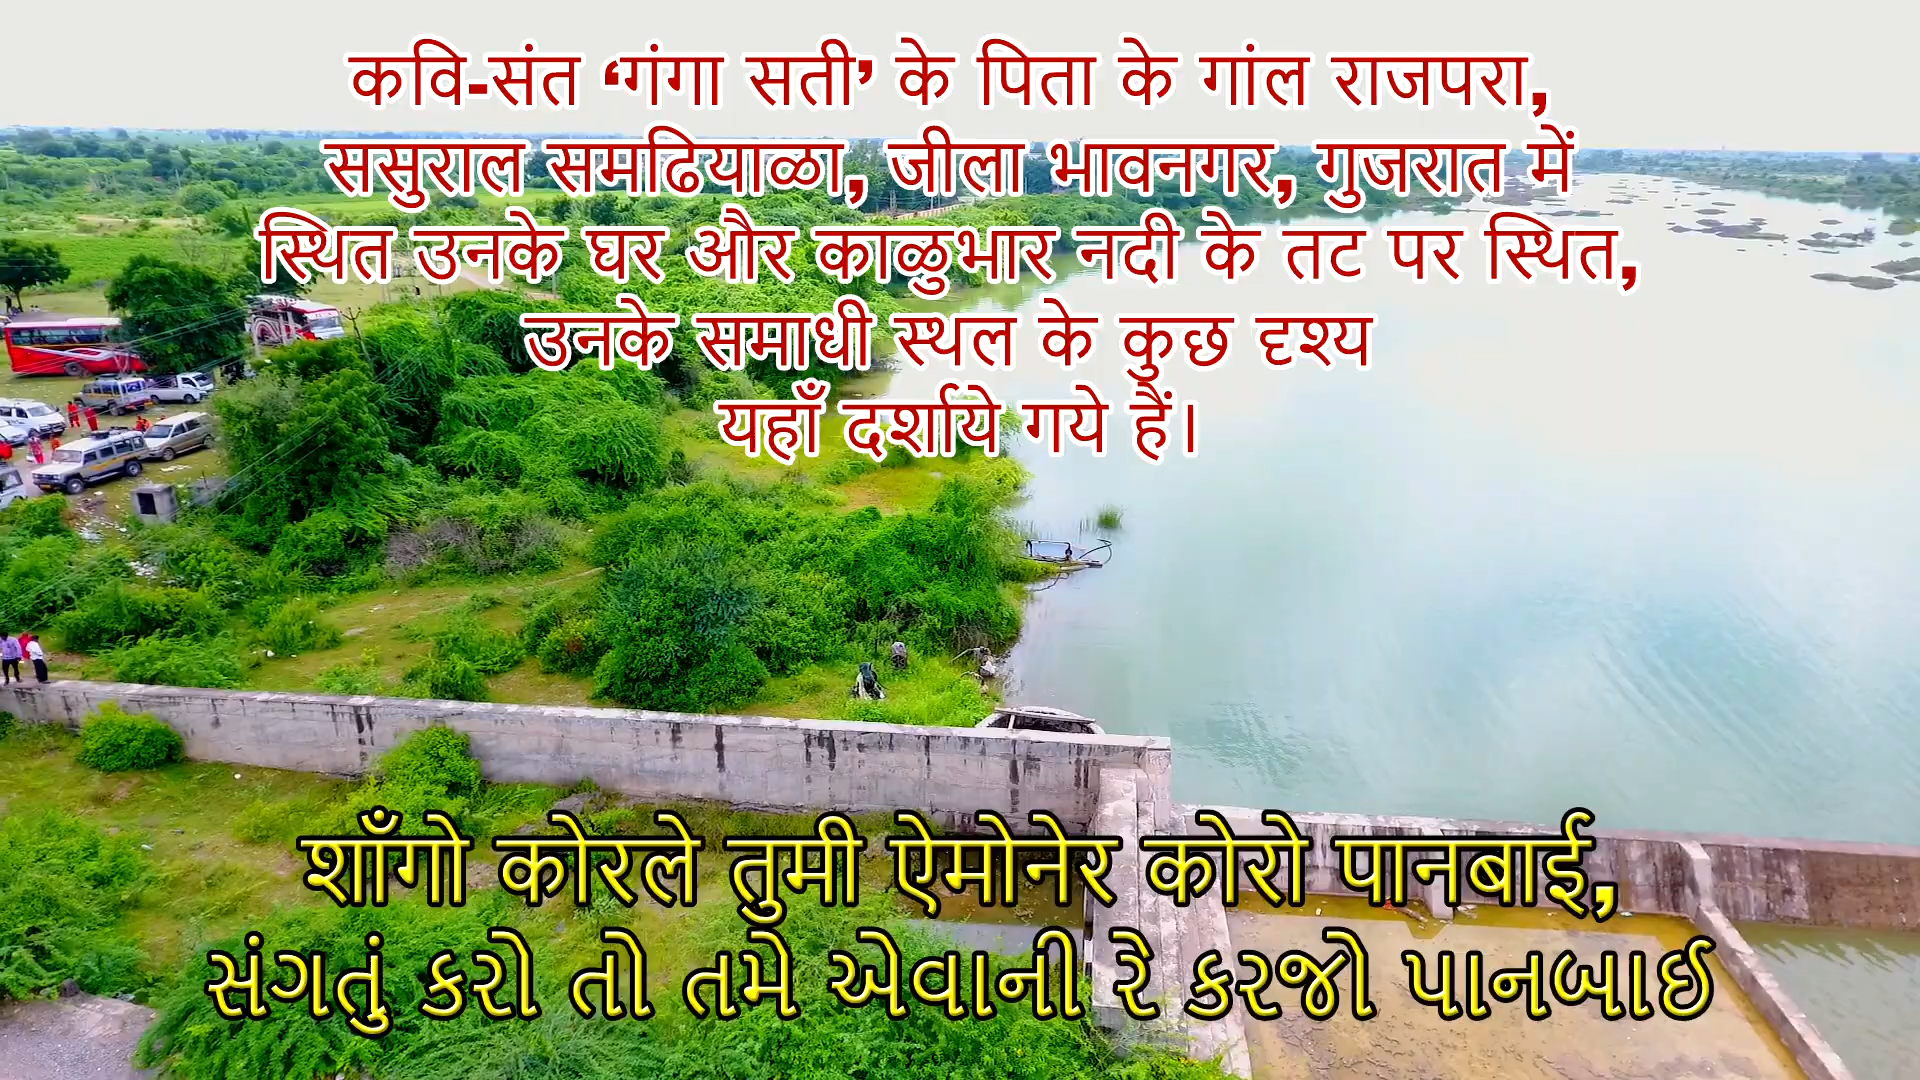 कवि-संत ‘गंगा सती’ के पिता के गांल राजपरा,
ससुराल समढियाळा, जीला भावनगर, गुजरात में
स्थित उनके घर और काळुभार नदी के तट पर स्थित,
उनके समाधी स्थल के कुछ दृश्य
यहाँ दर्शाये गये हैं।
शाँगो कोरले तुमी ऐमोनेर कोरो पानबाई,
સંગતું કરો તો તમે એવાની રે કરજો પાનબાઈ